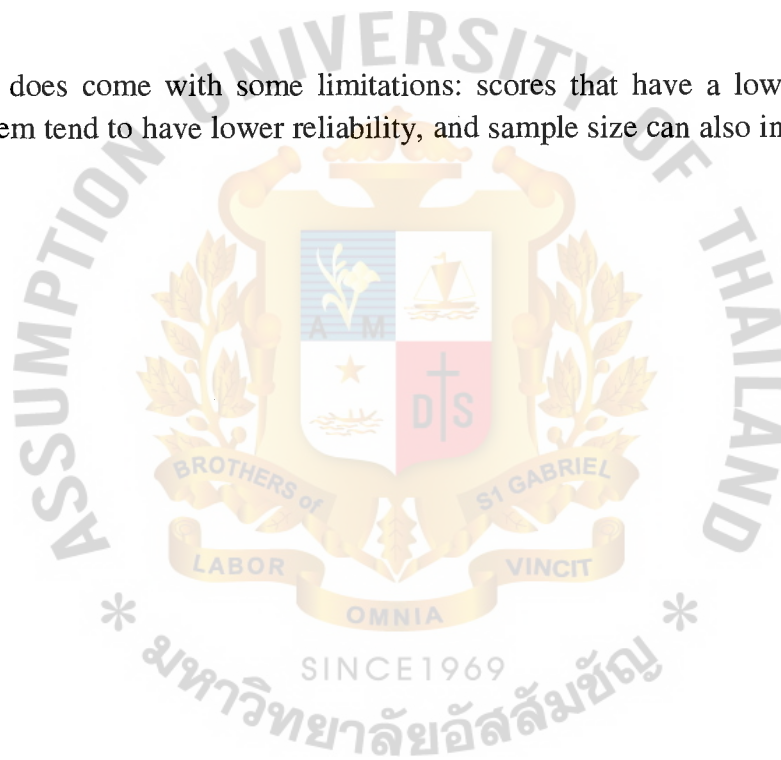 does come with some limitations: scores that have a low
em tend to have lower reliability, and sample size can also in
ASSUMPTION UNIVERSITY OF THAILAND
A M
D S
BROTHERS of ST GABRIEL
LABOR VINCIT
OMNIA
SINCE1969
* มหาวิทยาลัยอัสสัมชัญ *